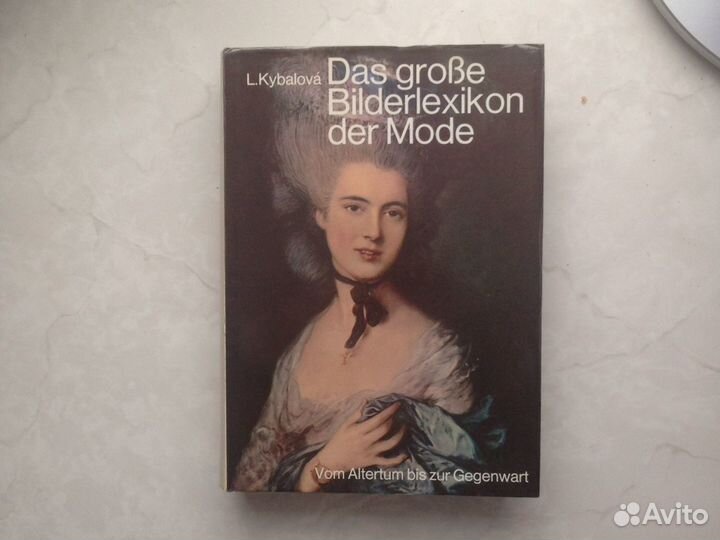 L.Kybalová
Das große
Bilderlexikon
der Mode
Vom Altertum bis zur Gegenwart
Avito